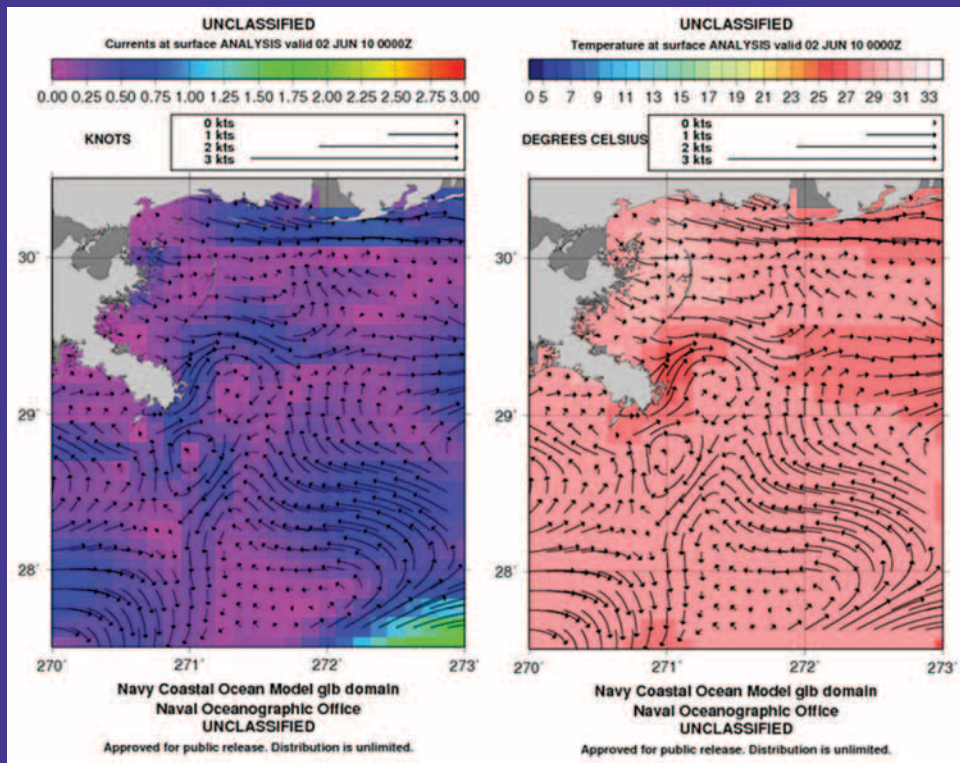 UNCLASSIFIED
Currents at surface ANALYSIS valid 02 JUN 10 0000Z
0.00 0.25 0.50 0.75 1.00 1.25 1.50 1.75 2.00 2.25 2.50 2.75 3.00
KNOTS
0 kts
1 kts
2 kts
3 kts
30°
29°
28°
270° 271° 272° 273°
Navy Coastal Ocean Model glb domain
Naval Oceanographic Office
UNCLASSIFIED
Approved for public release. Distribution is unlimited.
UNCLASSIFIED
Temperature at surface ANALYSIS valid 02 JUN 10 0000Z
0 5 7 9 11 13 15 17 19 21 23 25 27 29 31 33
DEGREES CELSIUS
0 kts
1 kts
2 kts
3 kts
30°
29°
28°
270° 271° 272° 273°
Navy Coastal Ocean Model glb domain
Naval Oceanographic Office
UNCLASSIFIED
Approved for public release. Distribution is unlimited.